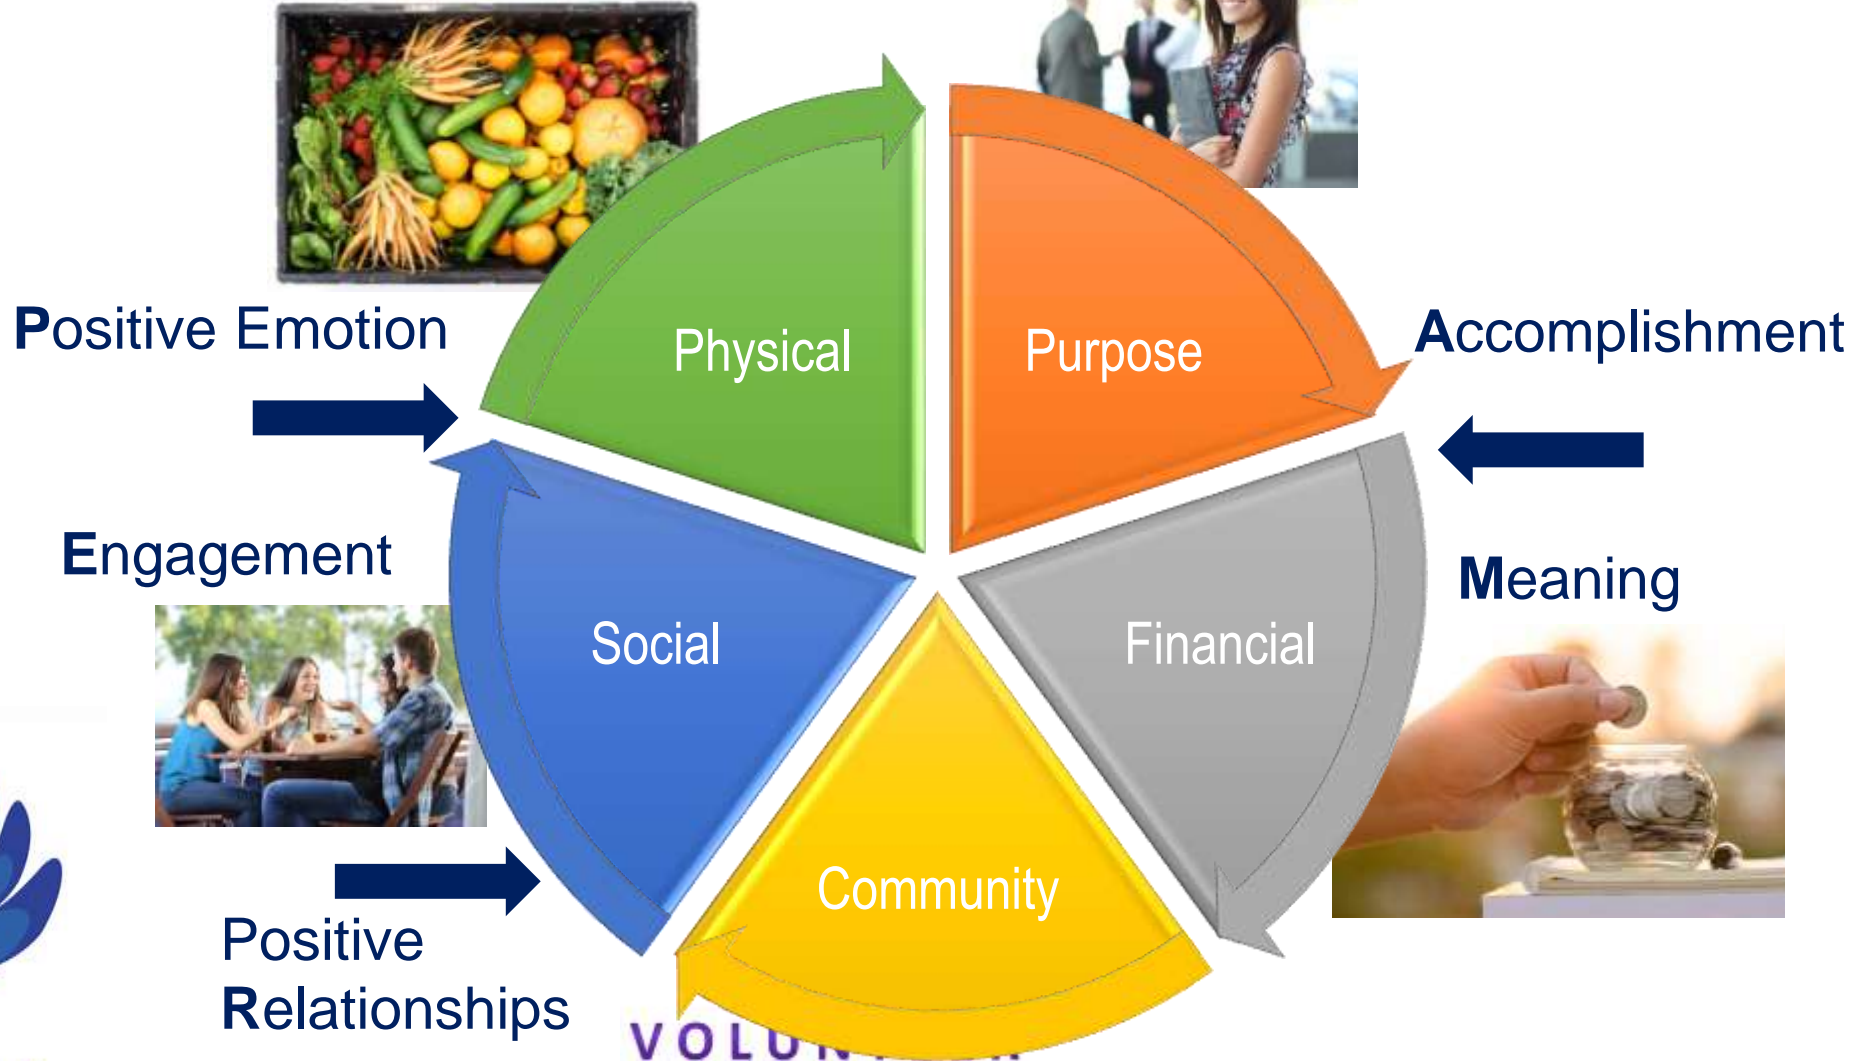 Positive Emotion
Physical
Purpose
Accomplishment
Engagement
Meaning
Social
Financial
Community
Positive
Relationships